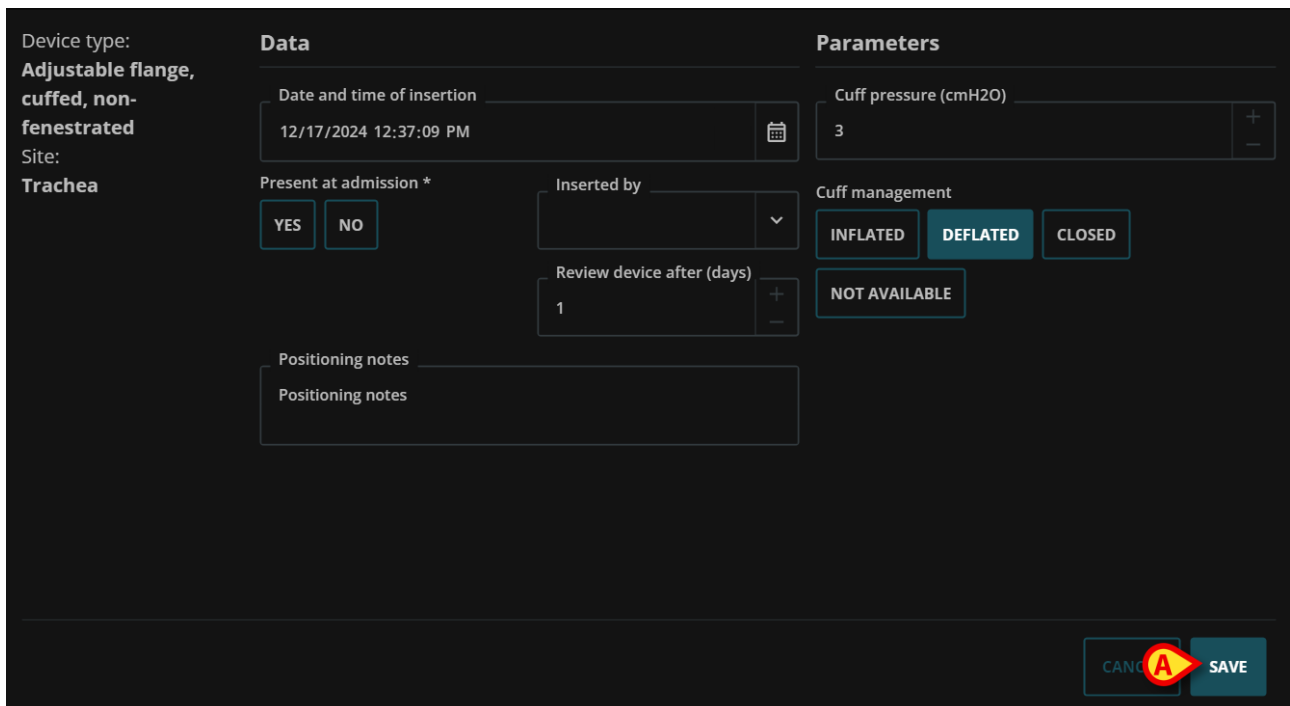 Device type:
Adjustable flange,
cuffed, non-
fenestrated
Site:
Trachea
Data
Date and time of insertion
12/17/2024 12:37:09 PM
Present at admission *
YES
NO
Inserted by
Review device after (days)
1
Positioning notes
Positioning notes
Parameters
Cuff pressure (cmH2O)
3
Cuff management
INFLATED
DEFLATED
CLOSED
NOT AVAILABLE
A
SAVE